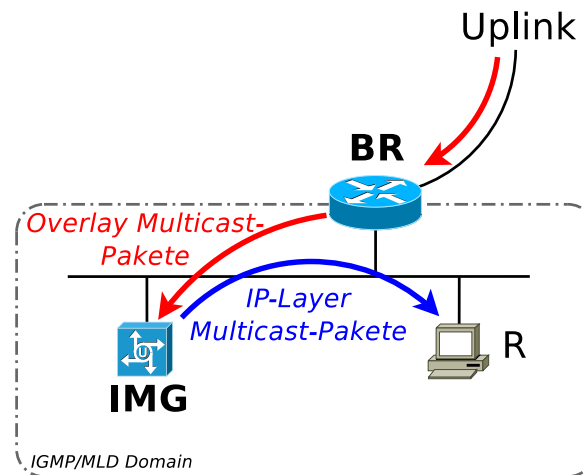 Uplink
BR
Overlay Multicast-
Pakete
IP-Layer
Multicast-Pakete
U
R
IMG
IGMP/MLD Domain